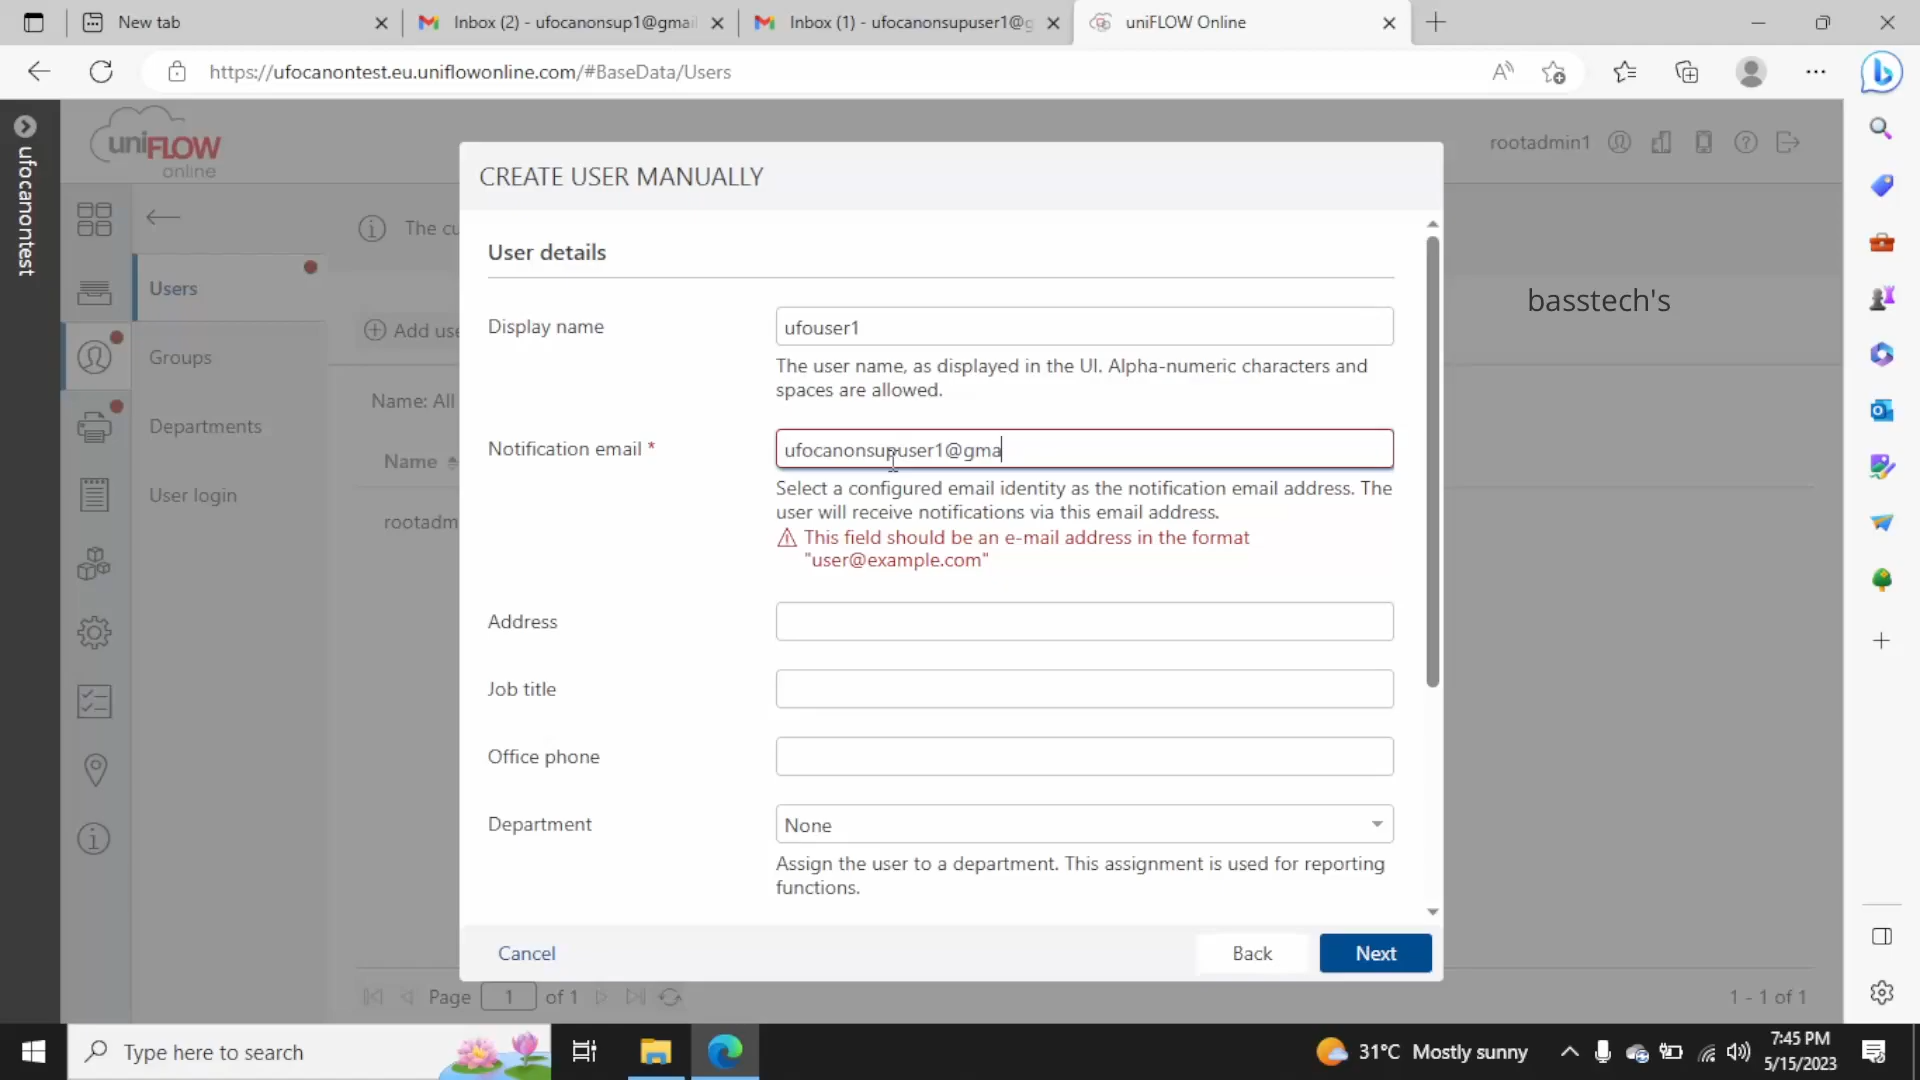 New tab
Inbox (2) - ufocanonsup1@gmai
Inbox (1) - ufocanonsupuser1@g
uniFLOW Online
https://ufocanontest.eu.uniflowonline.com/#BaseData/Users
ufocanontest
uniFLOW
online
rootadmin1
CREATE USER MANUALLY
The cu
User details
Users
basstech's
Display name
ufouser1
Add use
Groups
The user name, as displayed in the UI. Alpha-numeric characters and
spaces are allowed.
Name: All
Departments
Notification email *
ufocanonsupuser1@gma
Name
Select a configured email identity as the notification email address. The
user will receive notifications via this email address.
User login
rootadm
This field should be an e-mail address in the format
"user@example.com"
Address
Job title
Office phone
Department
None
Assign the user to a department. This assignment is used for reporting
functions.
Cancel
Back
Next
Page 1 of 1
1 - 1 of 1
Type here to search
31°C Mostly sunny
7:45 PM
5/15/2023